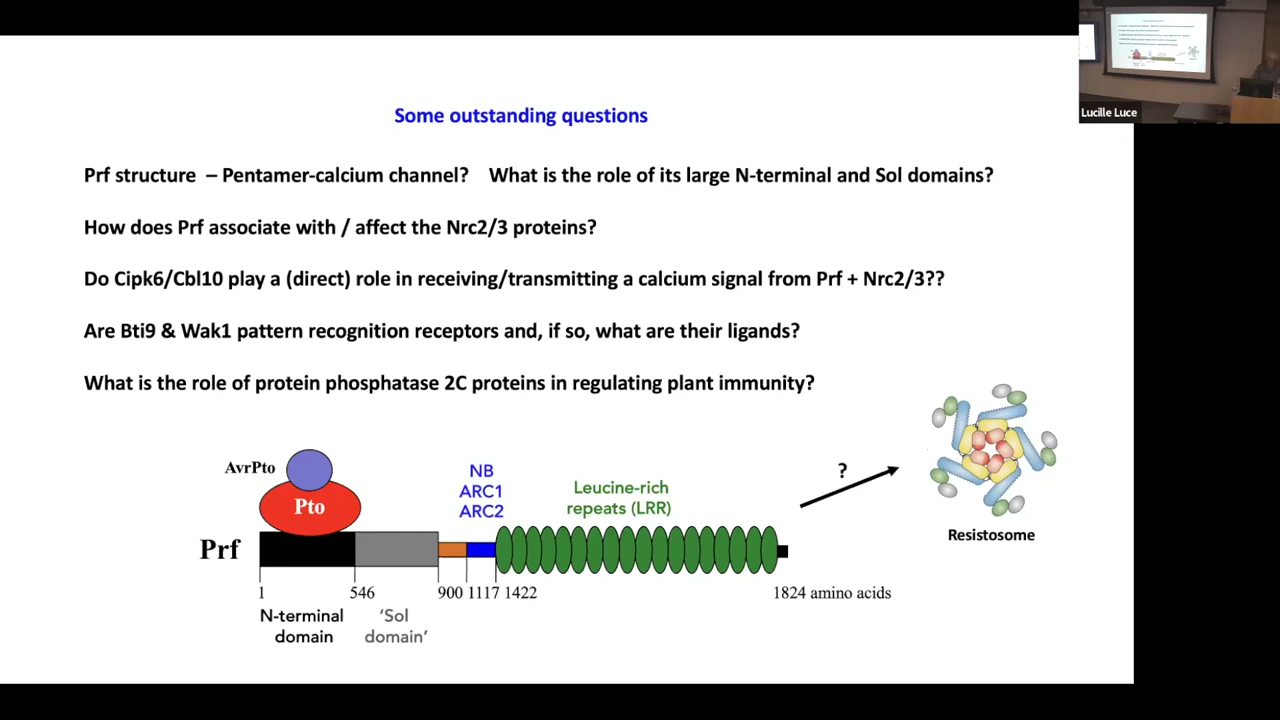 Some outstanding questions
Prf structure – Pentamer-calcium channel? What is the role of its large N-terminal and Sol domains?
How does Prf associate with / affect the Nrc2/3 proteins?
Do Cipk6/Cbl10 play a (direct) role in receiving/transmitting a calcium signal from Prf + Nrc2/3??
Are Bti9 & Wak1 pattern recognition receptors and, if so, what are their ligands?
What is the role of protein phosphatase 2C proteins in regulating plant immunity?
AvrPto
Pto
NB
ARC1
ARC2
Leucine-rich
repeats (LRR)
?
Resistosome
Prf
1 546 900 1117 1422 1824 amino acids
N-terminal
domain
'Sol
domain'
Lucille Luce